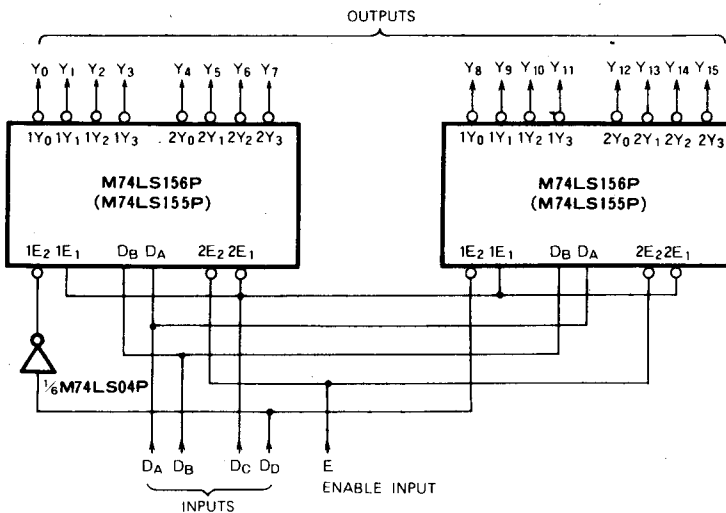 OUTPUTS
Y0 Y1 Y2 Y3 Y4 Y5 Y6 Y7 Y8 Y9 Y10 Y11 Y12 Y13 Y14 Y15
1Y0 1Y1 1Y2 1Y3 2Y0 2Y1 2Y2 2Y3 1Y0 1Y1 1Y2 1Y3 2Y0 2Y1 2Y2 2Y3
M74LS156P
(M74LS155P)
M74LS156P
(M74LS155P)
1E2 1E1 DB DA 2E2 2E1 1E2 1E1 DB DA 2E2 2E1
1/6M74LS04P
DA DB DC DD E
ENABLE INPUT
INPUTS